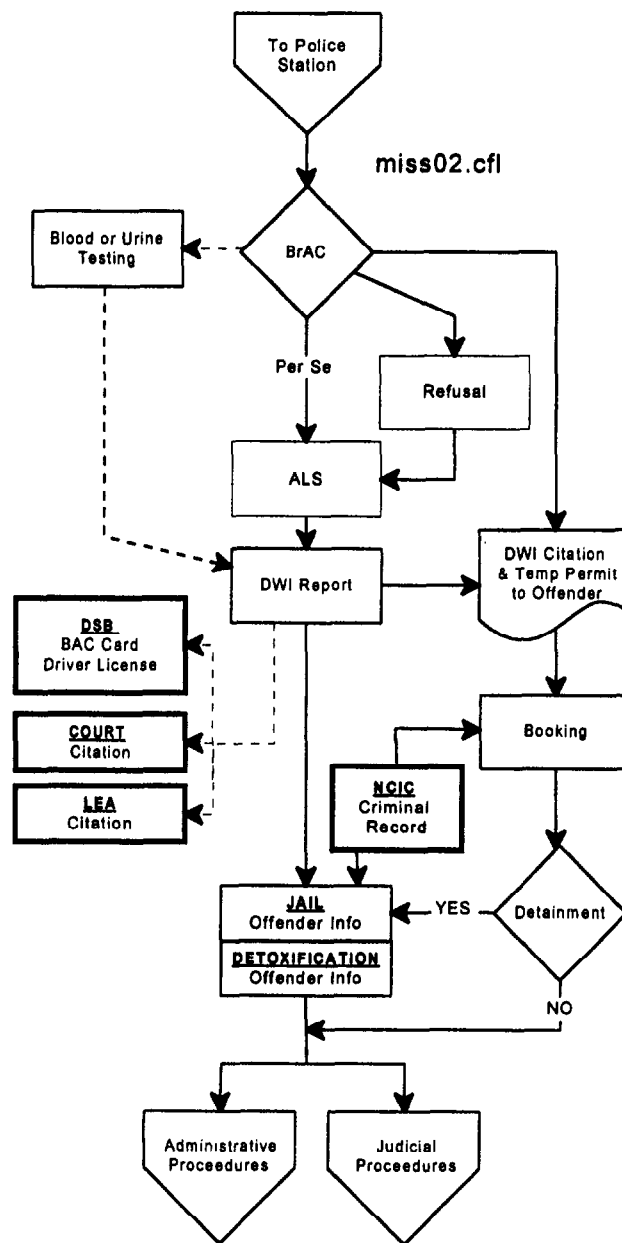 To Police
Station
miss02.cfl
Blood or Urine
Testing
BrAC
Per Se
Refusal
ALS
DWI Report
DWI Citation
& Temp Permit
to Offender
DSB
BAC Card
Driver License
COURT
Citation
LEA
Citation
NCIC
Criminal
Record
Booking
JAIL
Offender Info
YES
Detainment
DETOXIFICATION
Offender Info
NO
Administrative
Proceedures
Judicial
Proceedures